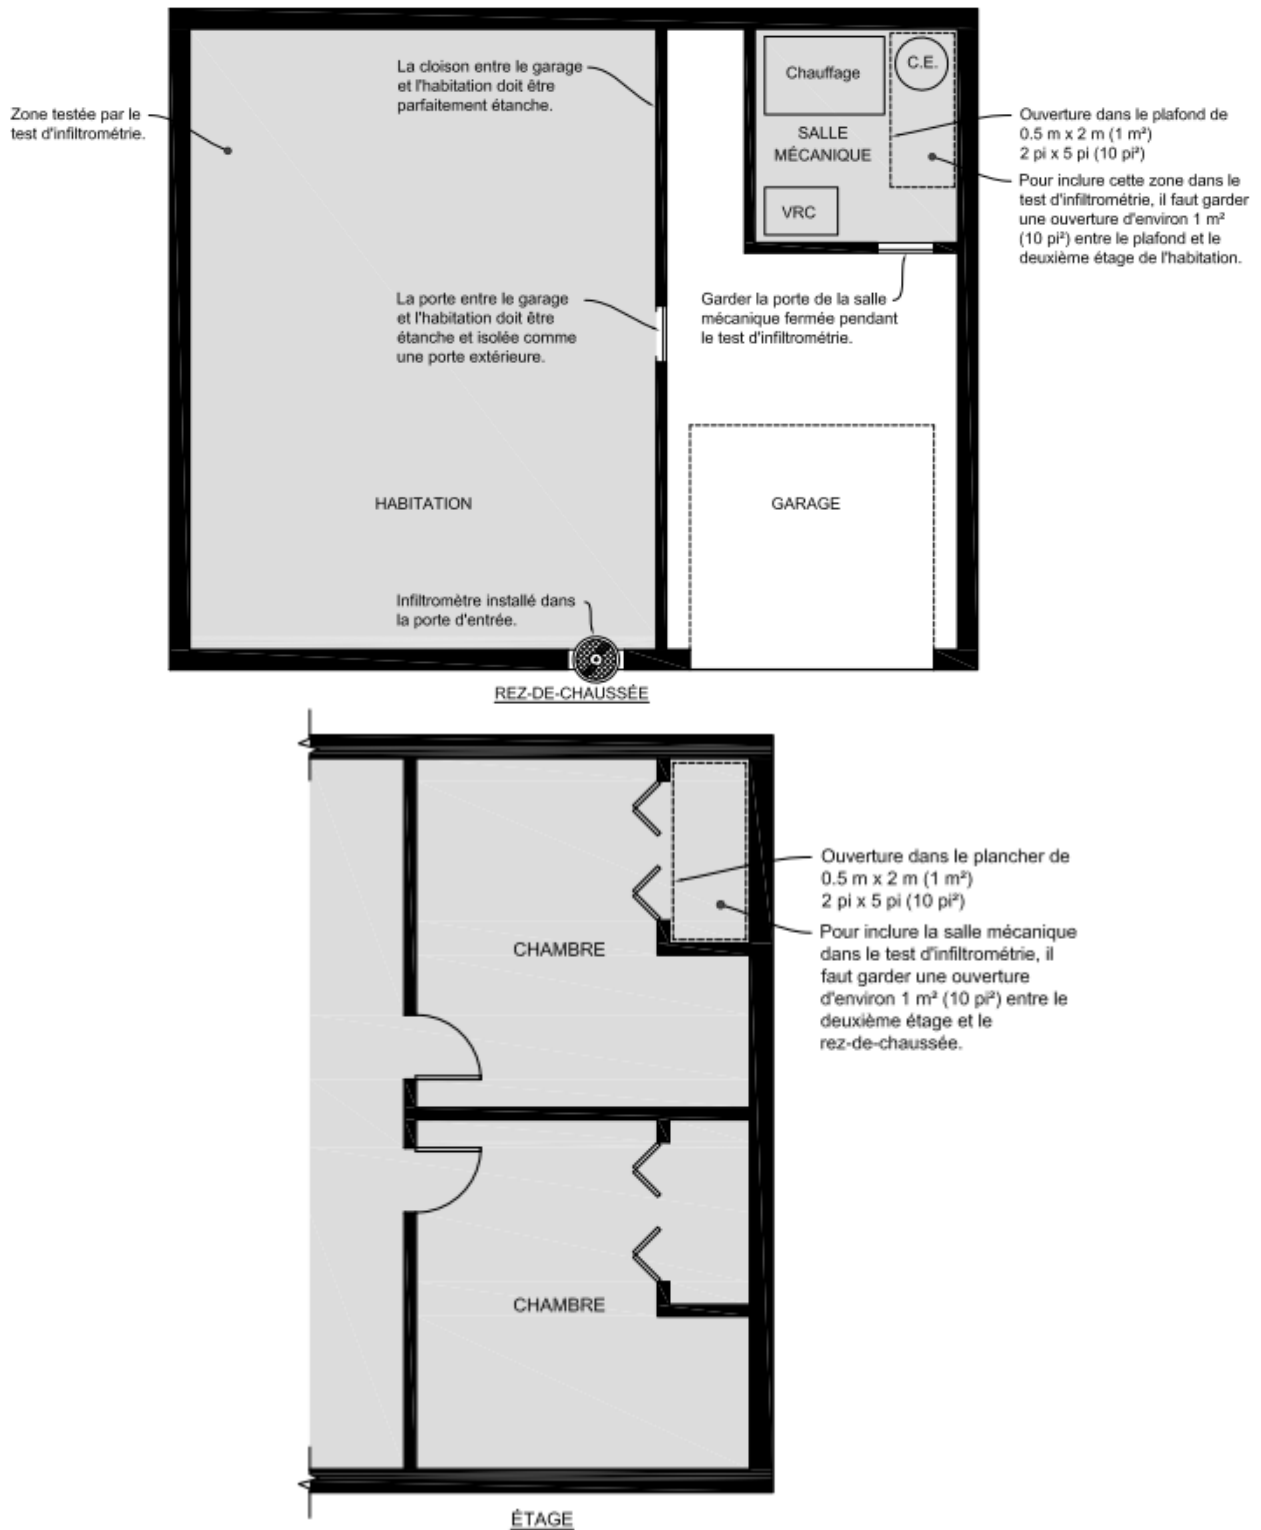 La cloison entre le garage
et l'habitation doit être
parfaitement étanche.
Chauffage
C.E.
Zone testée par le
test d'infiltrométrie.
SALLE
MÉCANIQUE
Ouverture dans le plafond de
0.5 m x 2 m (1 m²)
2 pi x 5 pi (10 pi²)
Pour inclure cette zone dans le
test d'infiltrométrie, il faut garder
une ouverture d'environ 1 m²
(10 pi²) entre le plafond et le
deuxième étage de l'habitation.
VRC
La porte entre le garage
et l'habitation doit être
étanche et isolée comme
une porte extérieure.
Garder la porte de la salle
mécanique fermée pendant
le test d'infiltrométrie.
HABITATION
GARAGE
Infiltromètre installé dans
la porte d'entrée.
REZ-DE-CHAUSSÉE
Ouverture dans le plancher de
0.5 m x 2 m (1 m²)
2 pi x 5 pi (10 pi²)
Pour inclure la salle mécanique
dans le test d'infiltrométrie, il
faut garder une ouverture
d'environ 1 m² (10 pi²) entre le
deuxième étage et le
rez-de-chaussée.
CHAMBRE
CHAMBRE
ÉTAGE